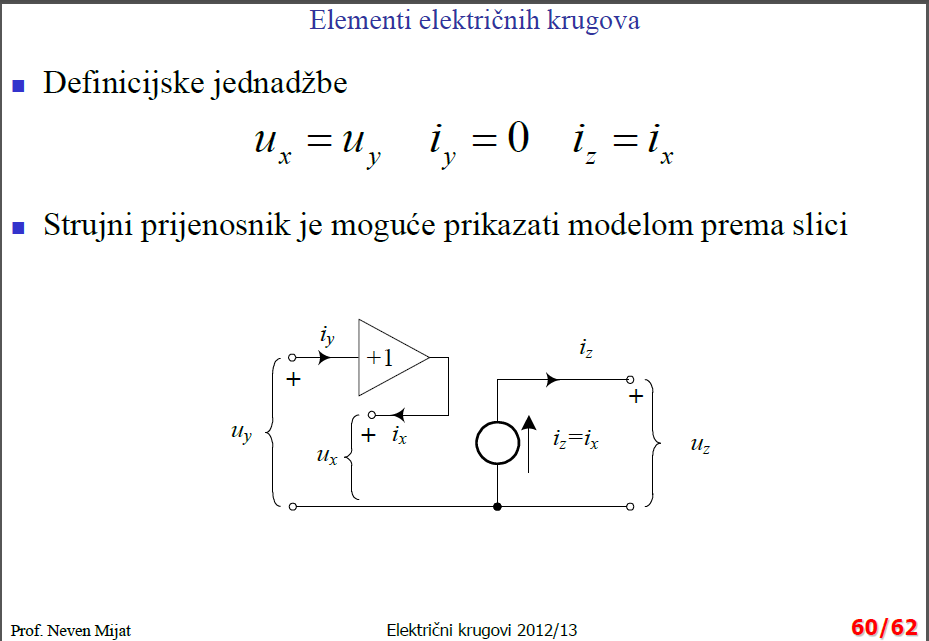 Elementi električnih krugova
Definicijske jednadžbe
u_x = u_y   i_y = 0   i_z = i_x
Strujni prijenosnik je moguće prikazati modelom prema slici
i_y
+1
i_z
+
+
u_y
+ i_x
i_z=i_x
u_z
u_x
Prof. Neven Mijat
Električni krugovi 2012/13
60/62